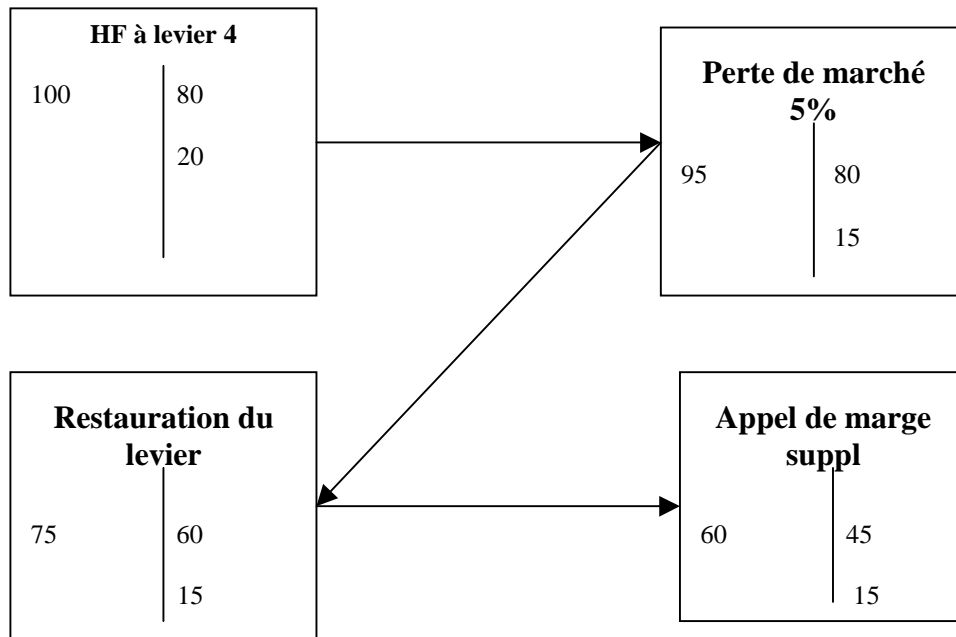 HF à levier 4
100
80
20
Perte de marché
5%
95
80
15
Restauration du
levier
75
60
15
Appel de marge
suppl
60
45
15